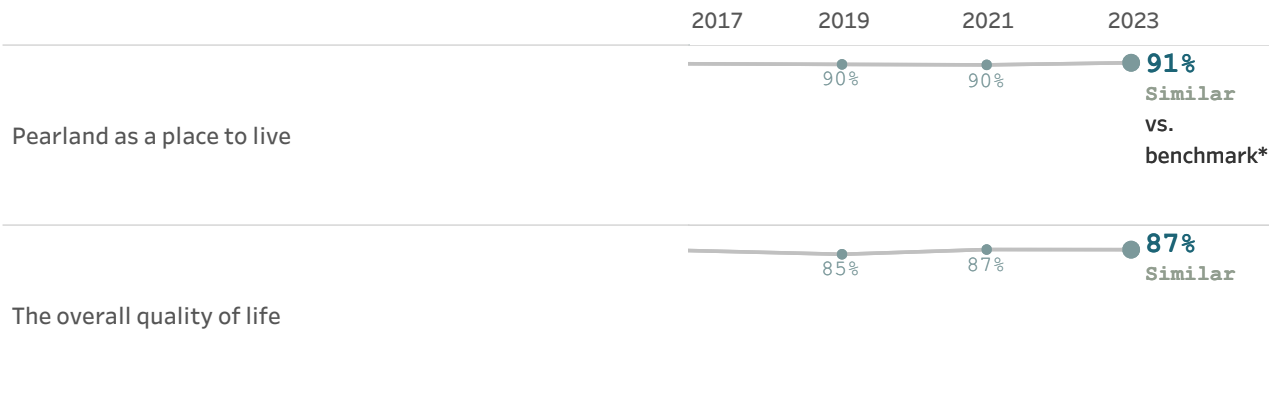 2017 2019 2021 2023
90% 90% 91%
Similar
vs.
benchmark*
Pearland as a place to live
85% 87% 87%
Similar
The overall quality of life